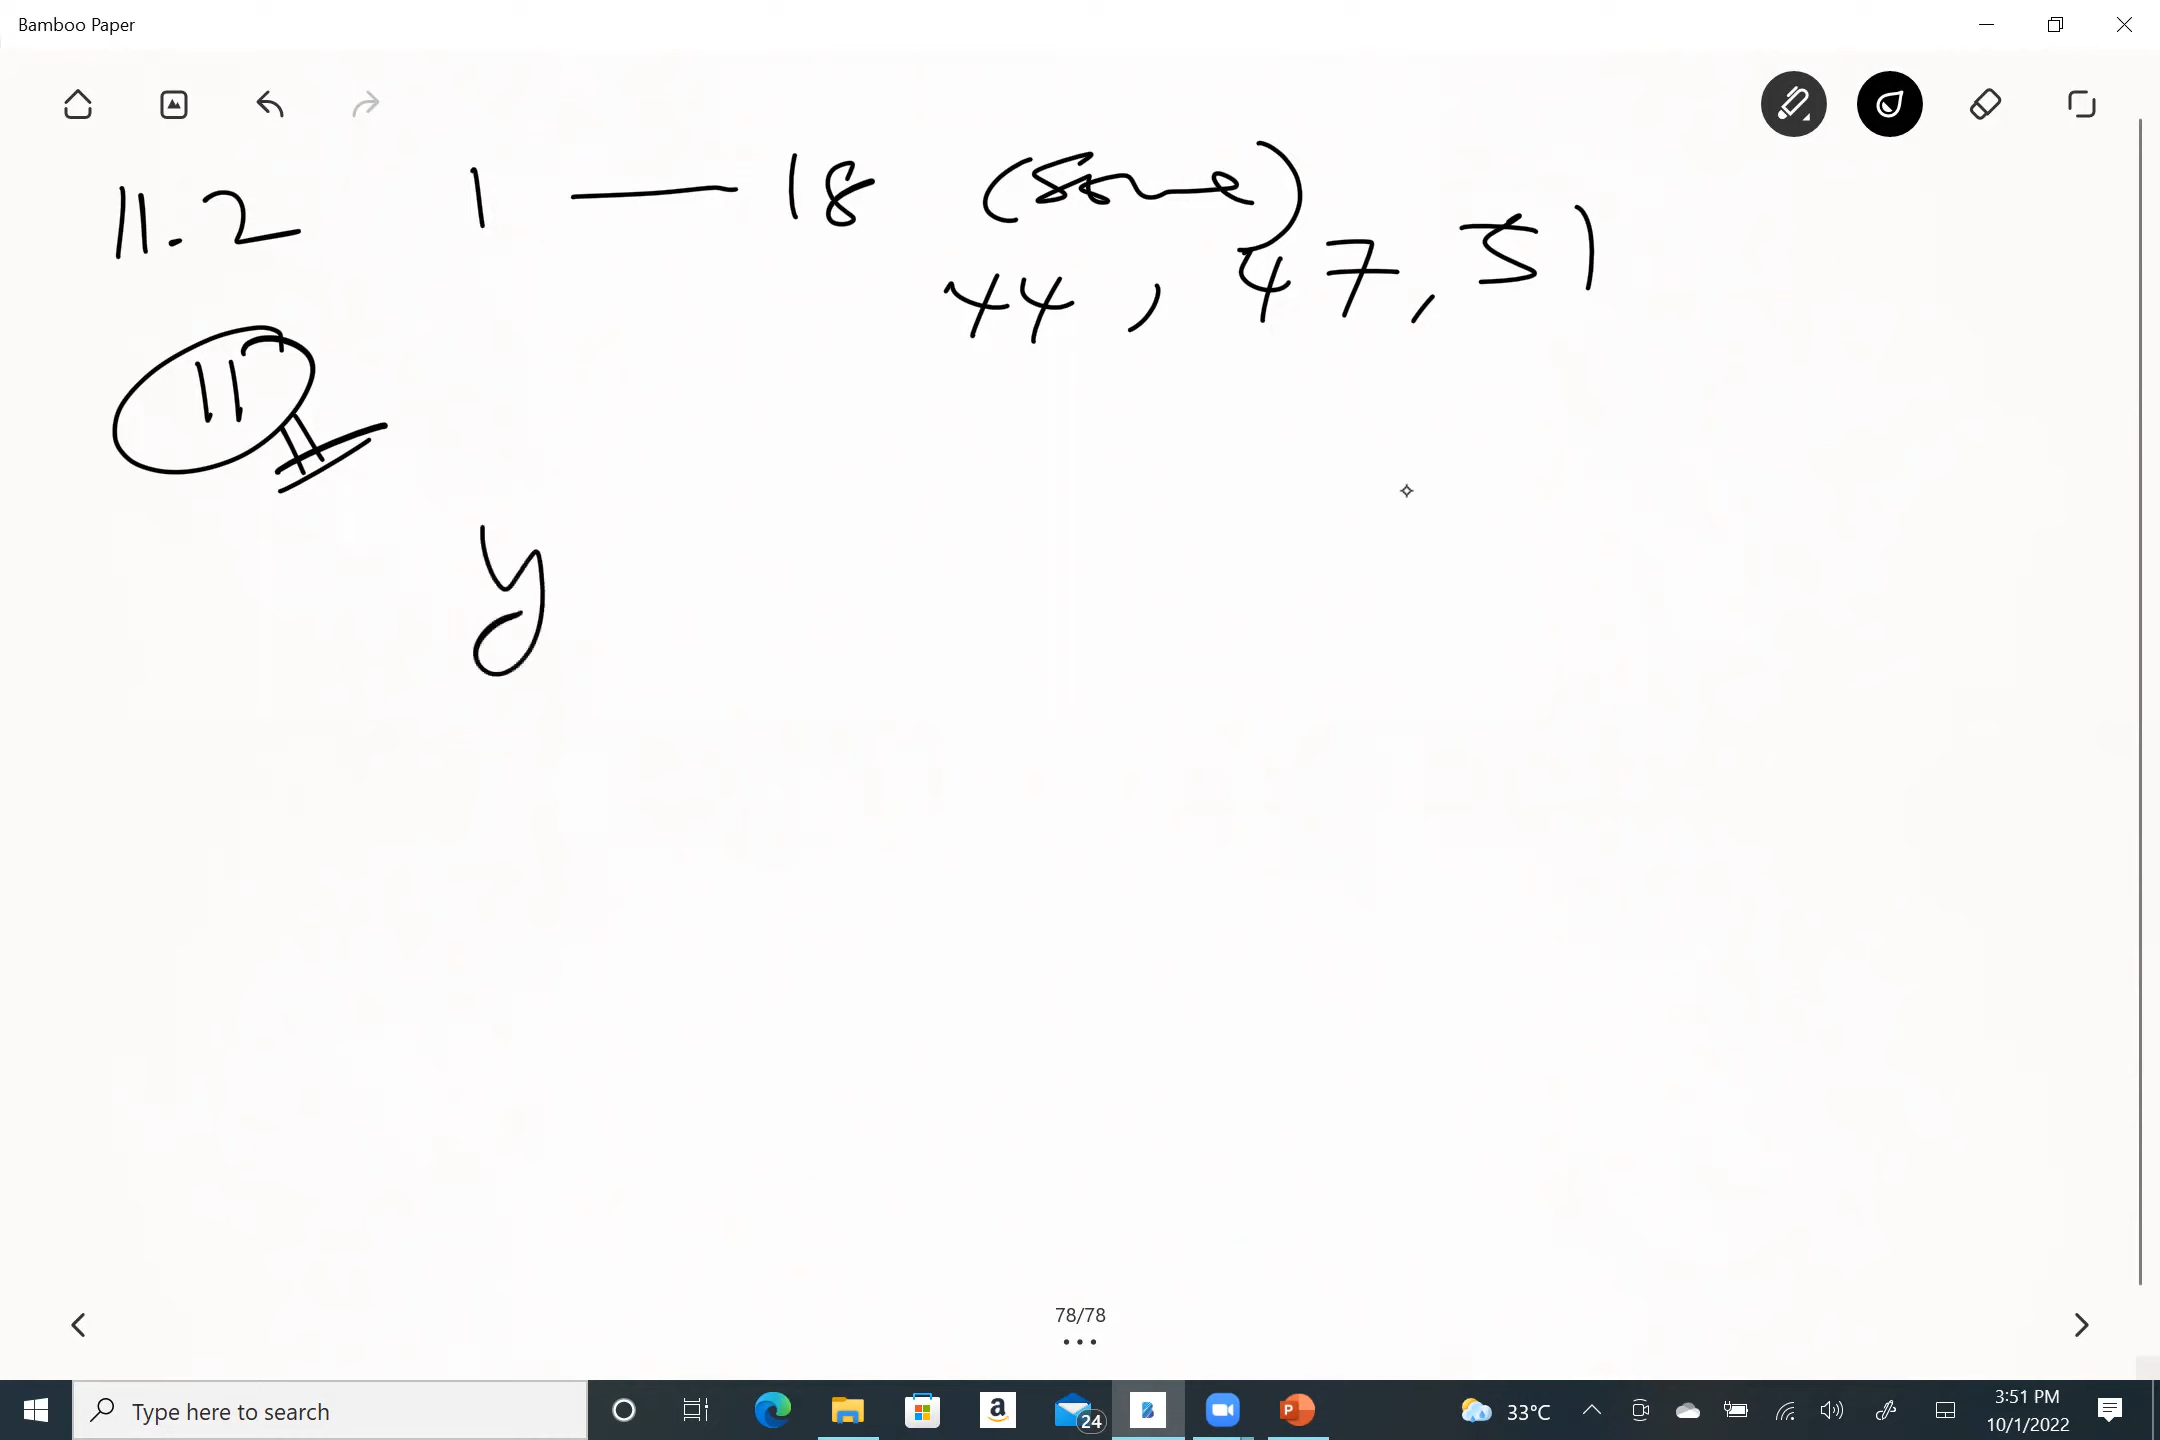 Bamboo Paper
11.2 1 — 18 (some)
44, 47, 51
11
y
78/78
Type here to search
24
33°C
3:51 PM
10/1/2022